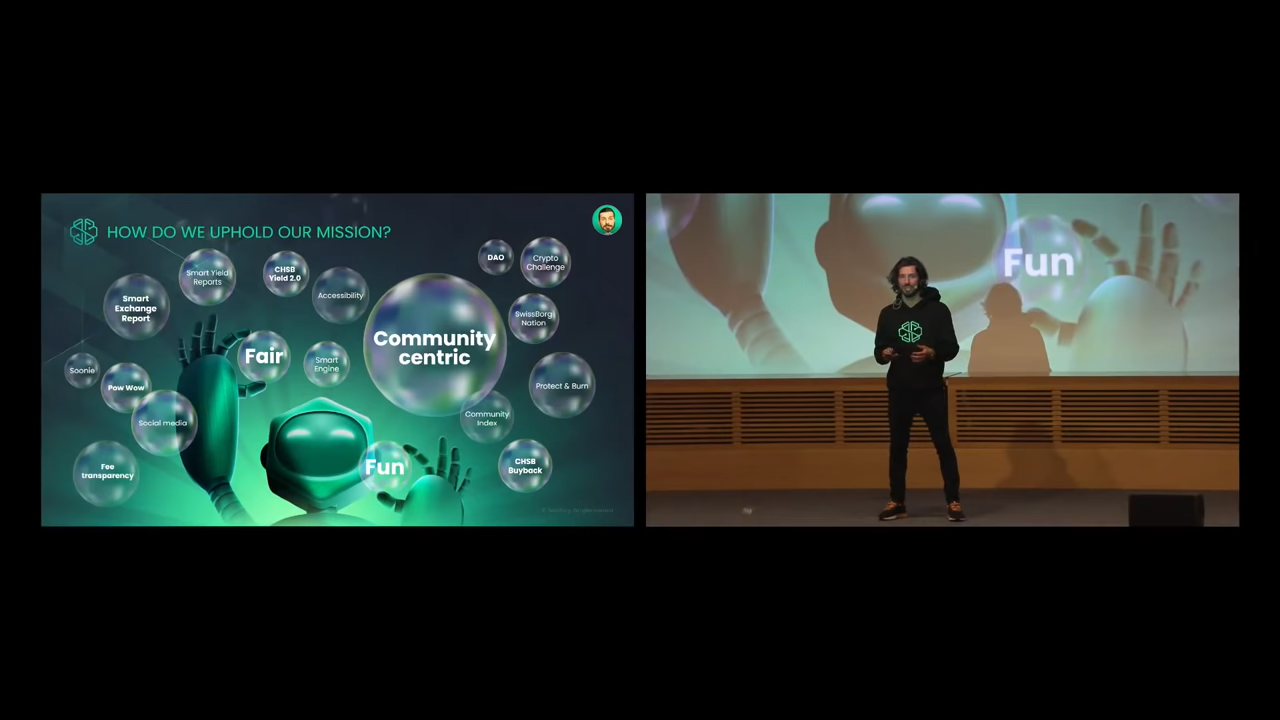 HOW DO WE UPHOLD OUR MISSION?
DAO
Crypto
Challenge
Smart Yield
Reports
CHSB
Yield 2.0
Accessibility
Smart
Exchange
Report
SwissBorg
Nation
Community
centric
Fair
Smart
Engine
Soonie
Pow Wow
Protect & Burn
Social media
Community
Index
Fee
transparency
Fun
CHSB
Buyback
Fun